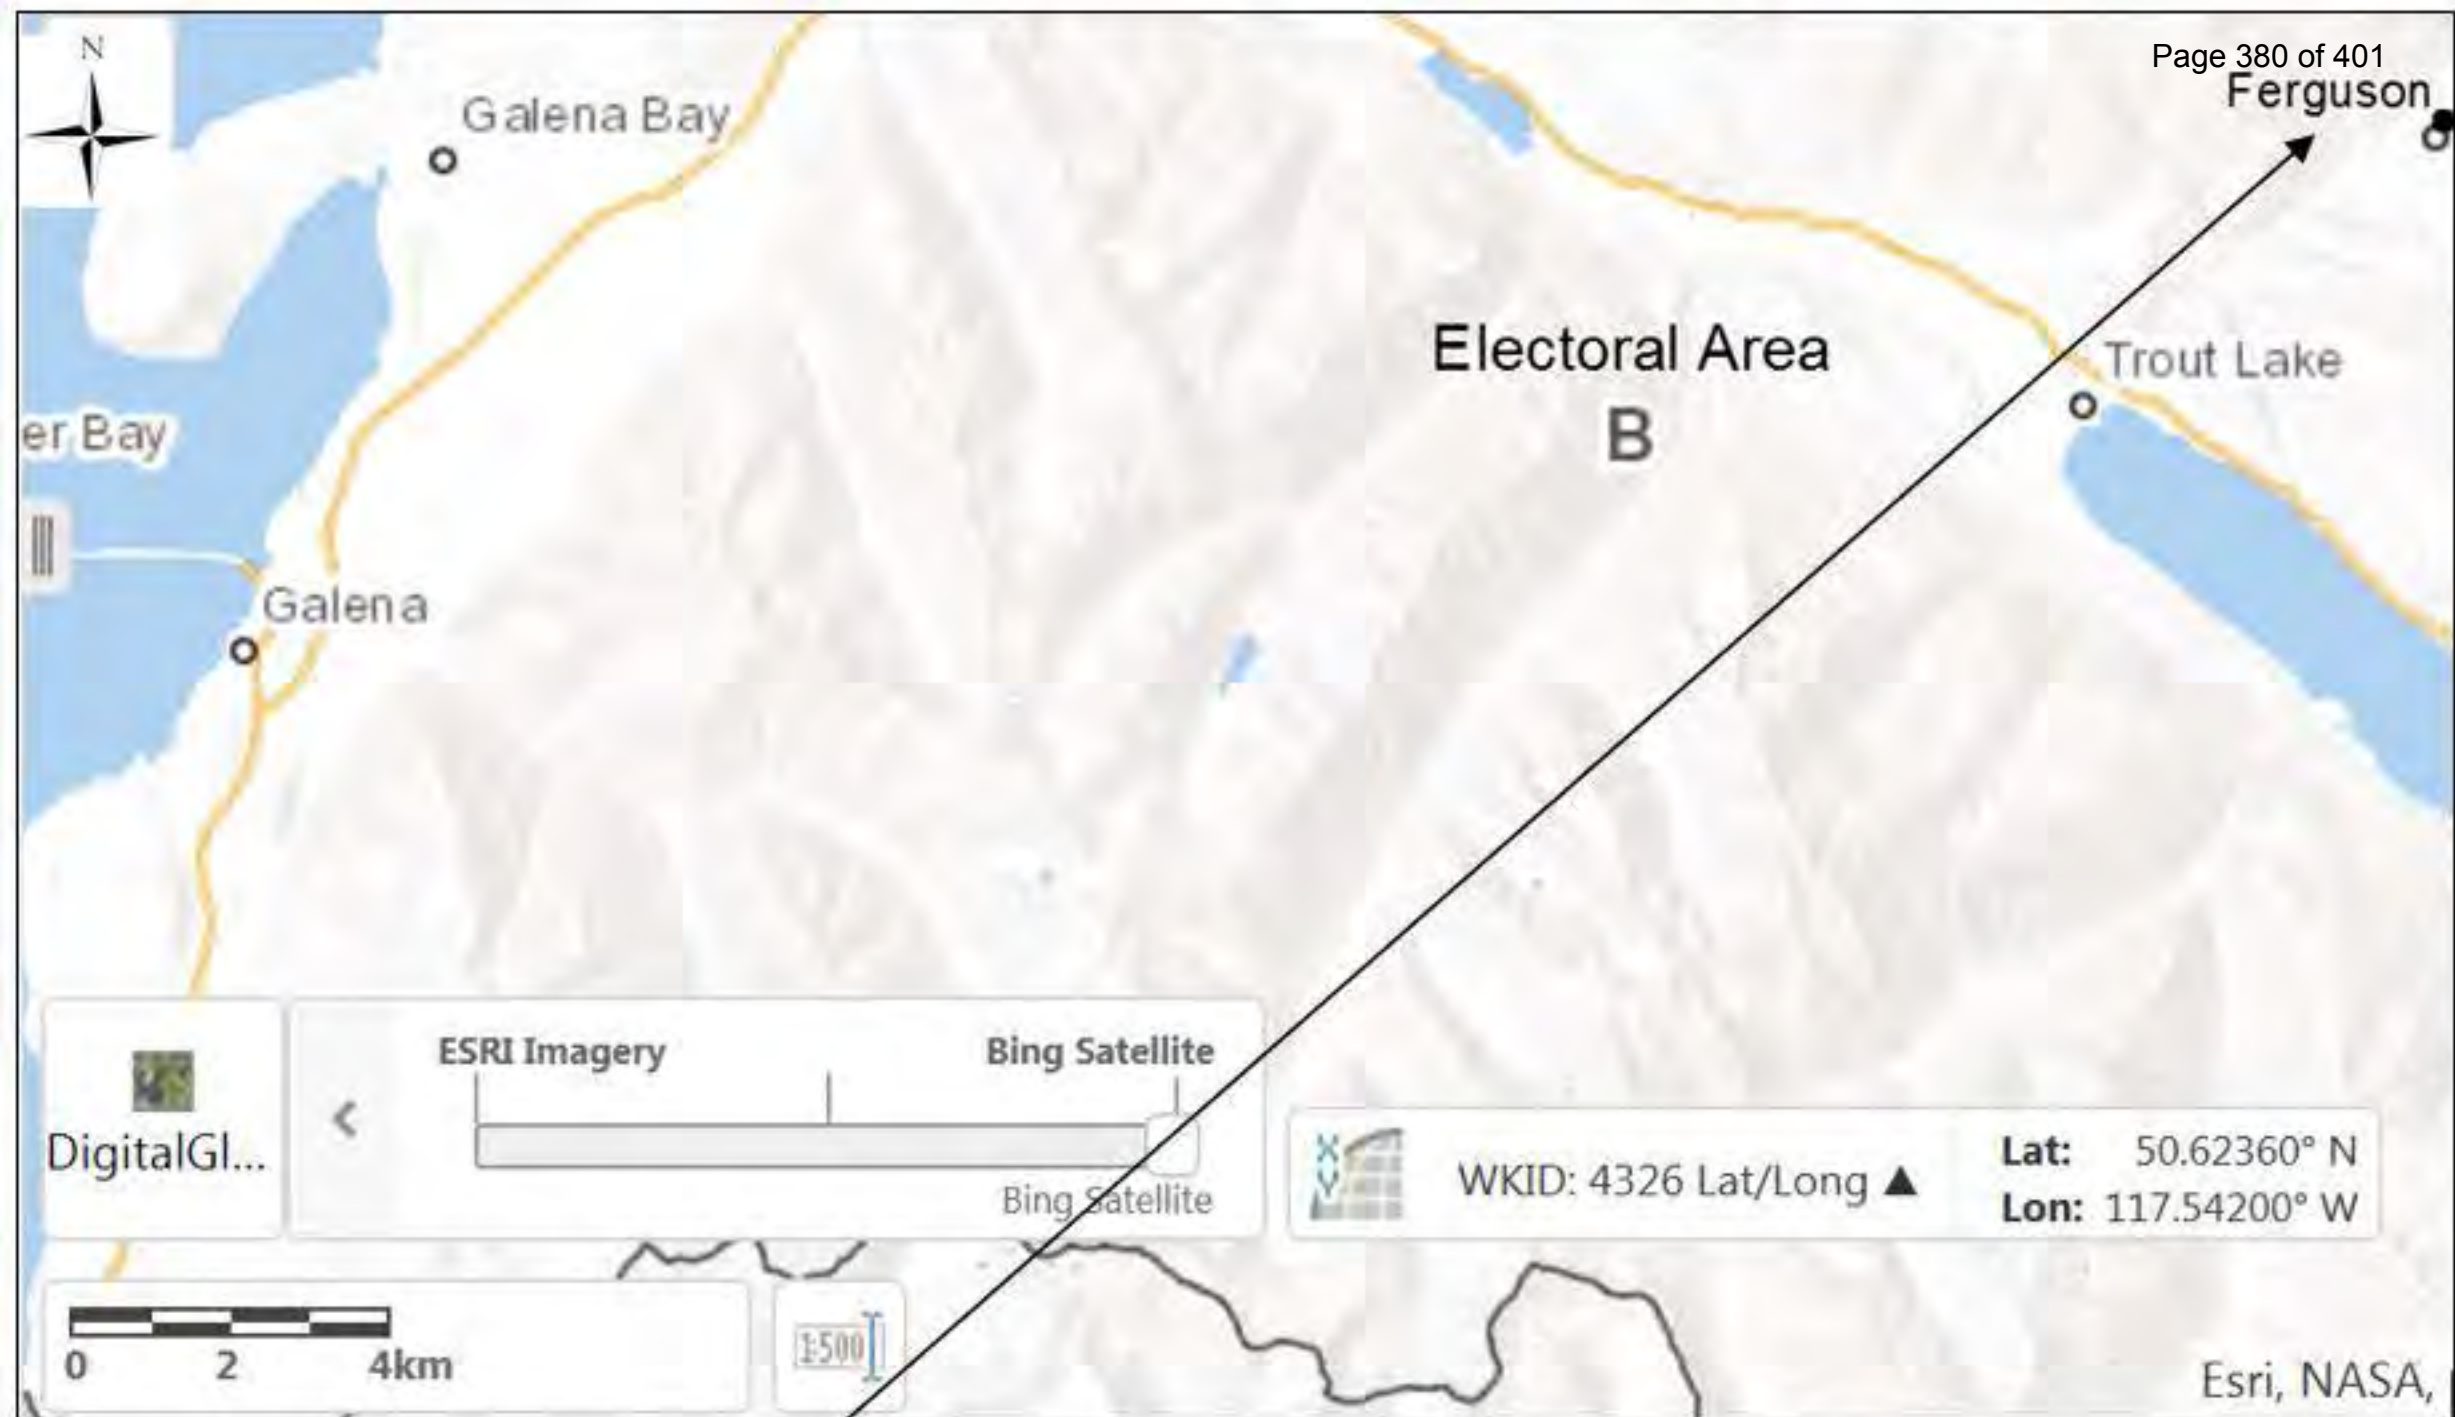 Page 380 of 401
N
Ferguson
Galena Bay
Electoral Area
B
Trout Lake
er Bay
Galena
ESRI Imagery
Bing Satellite
DigitalGl...
Bing Satellite
WKID: 4326 Lat/Long ▲
Lat: 50.62360° N
Lon: 117.54200° W
0 2 4km
1:500
Esri, NASA,